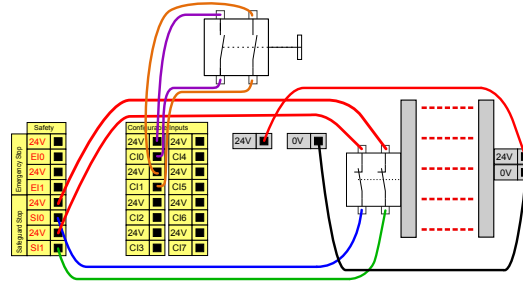 Safety
Emergency Stop
24V
EI0
24V
EI1
Safeguard Stop
24V
SI0
24V
SI1
Configurable Inputs
24V 24V
CI0 CI4
24V 24V
CI1 CI5
24V 24V
CI2 CI6
24V 24V
CI3 CI7
24V
0V
24V
0V